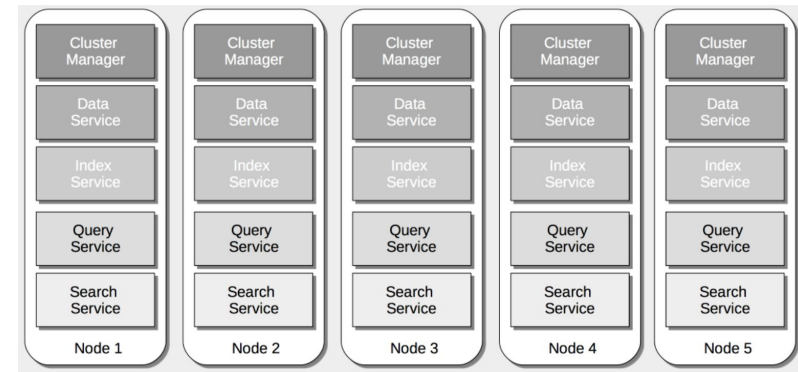 Cluster
Manager
Data
Service
Index
Service
Query
Service
Search
Service
Node 1
Cluster
Manager
Data
Service
Index
Service
Query
Service
Search
Service
Node 2
Cluster
Manager
Data
Service
Index
Service
Query
Service
Search
Service
Node 3
Cluster
Manager
Data
Service
Index
Service
Query
Service
Search
Service
Node 4
Cluster
Manager
Data
Service
Index
Service
Query
Service
Search
Service
Node 5